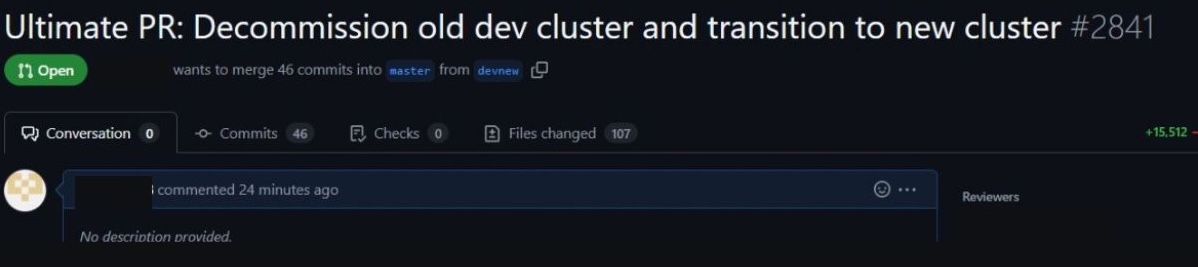 Ultimate PR: Decommission old dev cluster and transition to new cluster #2841
Open wants to merge 46 commits into master from devnew
Conversation 0 Commits 46 Checks 0 Files changed 107 +15,512 −
commented 24 minutes ago
Reviewers
No description provided.